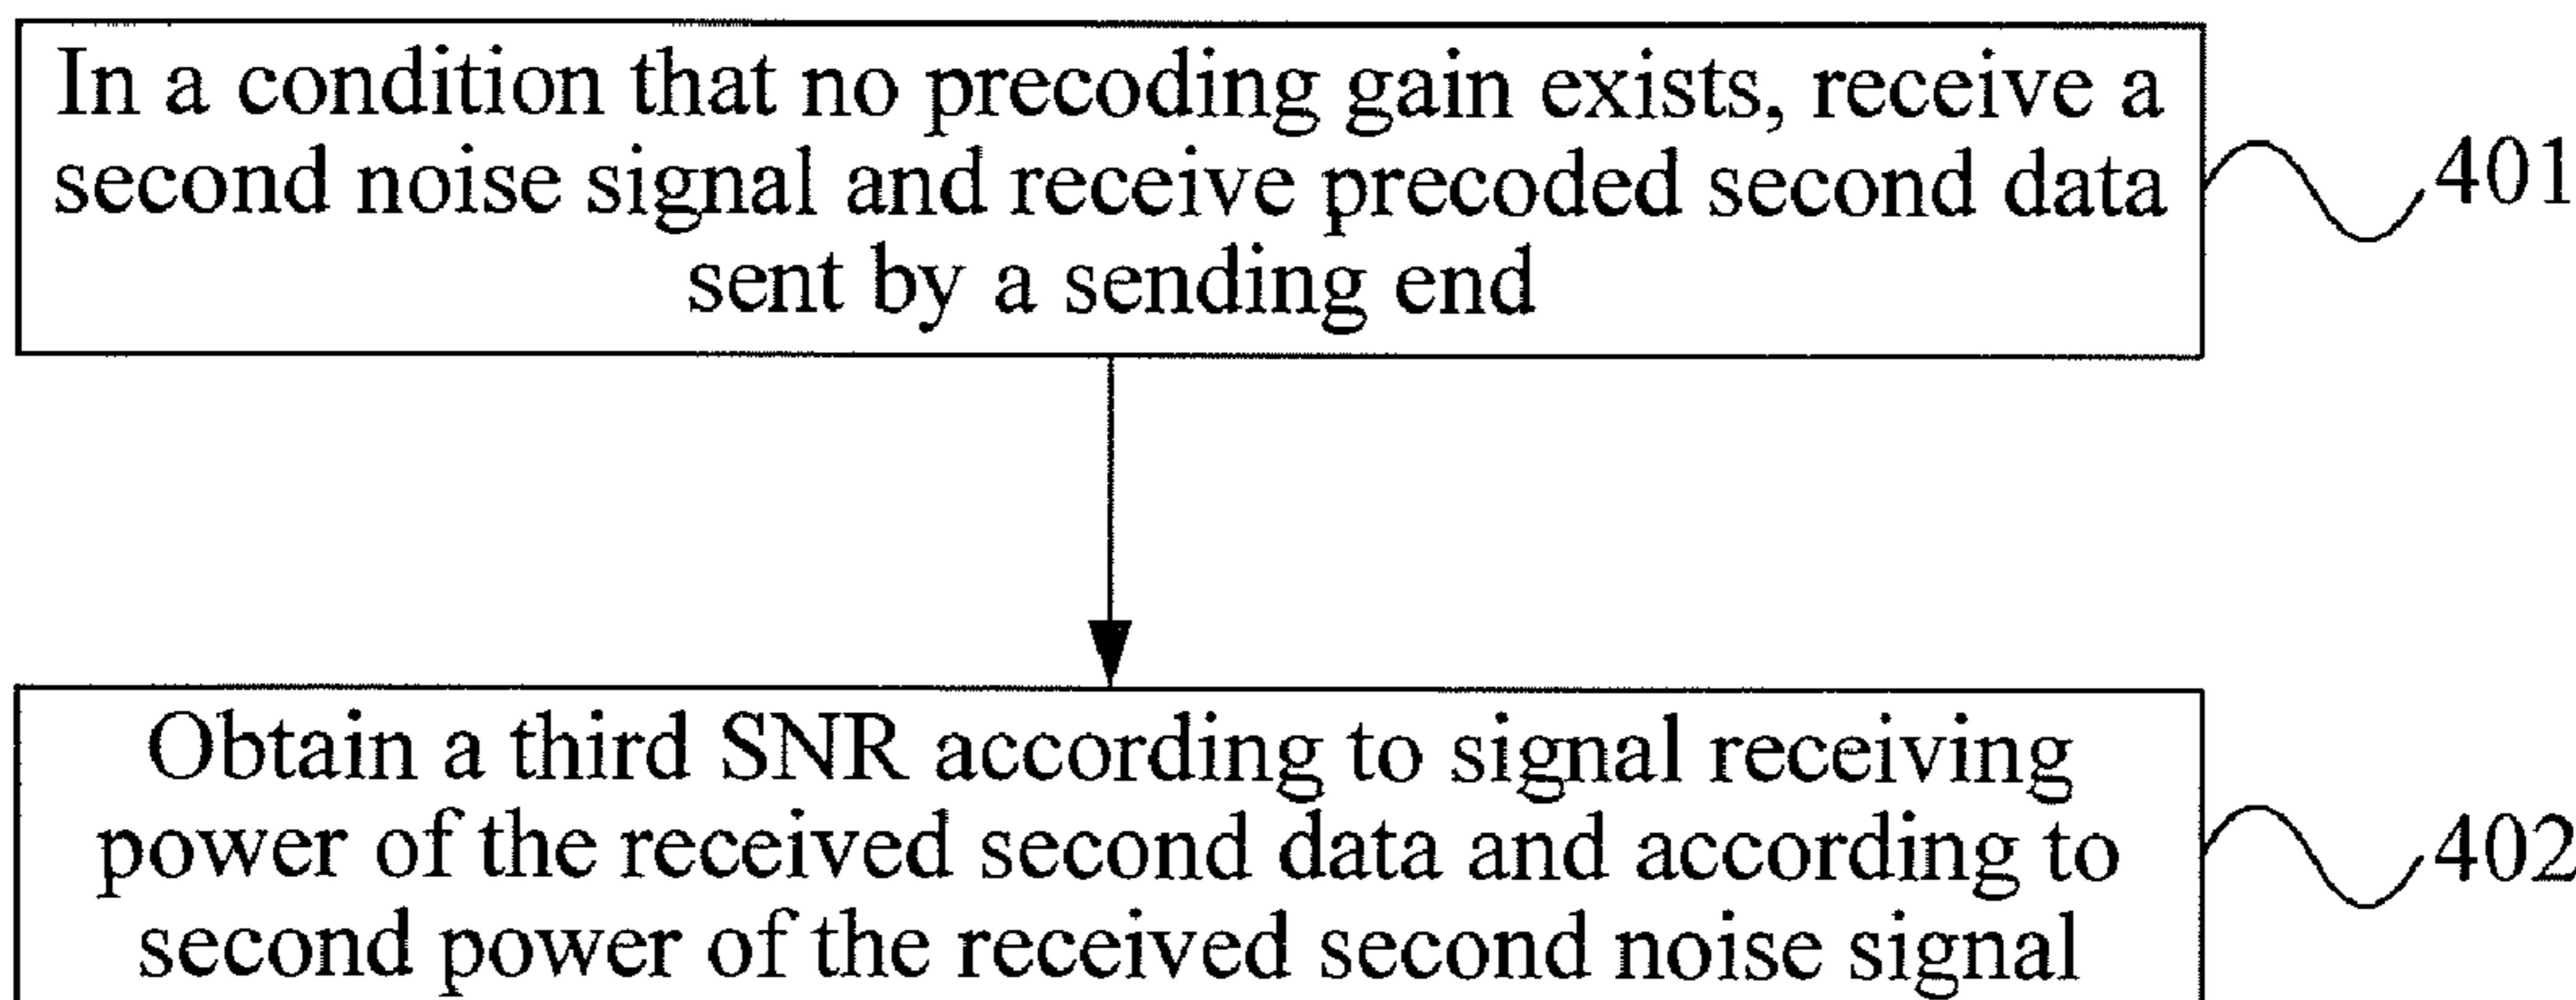 In a condition that no precoding gain exists, receive a
second noise signal and receive precoded second data
sent by a sending end
401
Obtain a third SNR according to signal receiving
power of the received second data and according to
second power of the received second noise signal
402